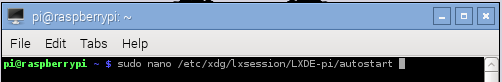 pi@raspberrypi: ~
File Edit Tabs Help
pi@raspberrypi ~ $ sudo nano /etc/xdg/lxsession/LXDE-pi/autostart